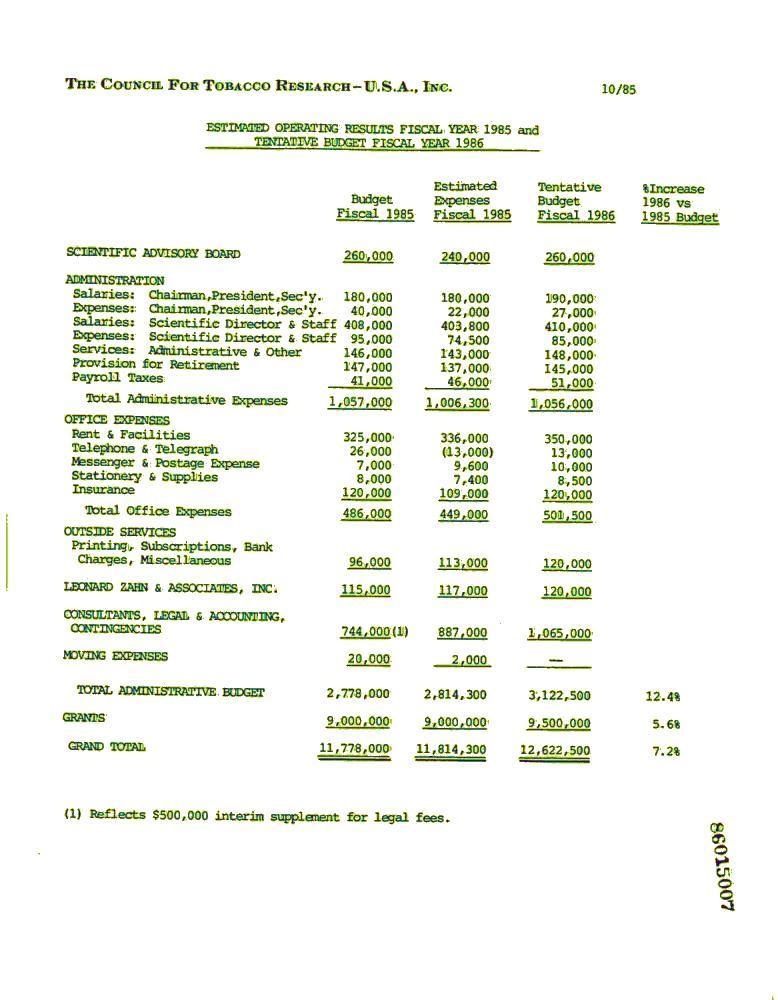 THE COUNCIL FOR TOBACCO RESEARCH–U.S.A., INC. 10/85
ESTIMATED OPERATING RESULTS FISCAL YEAR 1985 and
TENTATIVE BUDGET FISCAL YEAR 1986
Estimated Tentative %Increase
Budget Expenses Budget 1986 vs
Fiscal 1985 Fiscal 1985 Fiscal 1986 1985 Budget
SCIENTIFIC ADVISORY BOARD 260,000 240,000 260,000
ADMINISTRATION
Salaries: Chairman,President,Sec'y. 180,000 180,000 190,000
Expenses: Chairman,President,Sec'y. 40,000 22,000 27,000
Salaries: Scientific Director & Staff 408,000 403,800 410,000
Expenses: Scientific Director & Staff 95,000 74,500 85,000
Services: Administrative & Other 146,000 143,000 148,000
Provision for Retirement 147,000 137,000 145,000
Payroll Taxes 41,000 46,000 51,000
Total Administrative Expenses 1,057,000 1,006,300 1,056,000
OFFICE EXPENSES
Rent & Facilities 325,000 336,000 350,000
Telephone & Telegraph 26,000 (13,000) 13,000
Messenger & Postage Expense 7,000 9,600 10,000
Stationery & Supplies 8,000 7,400 8,500
Insurance 120,000 109,000 120,000
Total Office Expenses 486,000 449,000 501,500
OUTSIDE SERVICES
Printing, Subscriptions, Bank
Charges, Miscellaneous 96,000 113,000 120,000
LEONARD ZAHN & ASSOCIATES, INC. 115,000 117,000 120,000
CONSULTANTS, LEGAL & ACCOUNTING,
CONTINGENCIES 744,000(1) 887,000 1,065,000
MOVING EXPENSES 20,000 2,000 —
TOTAL ADMINISTRATIVE BUDGET 2,778,000 2,814,300 3,122,500 12.4%
GRANTS 9,000,000 9,000,000 9,500,000 5.6%
GRAND TOTAL 11,778,000 11,814,300 12,622,500 7.2%
(1) Reflects $500,000 interim supplement for legal fees.
86015007